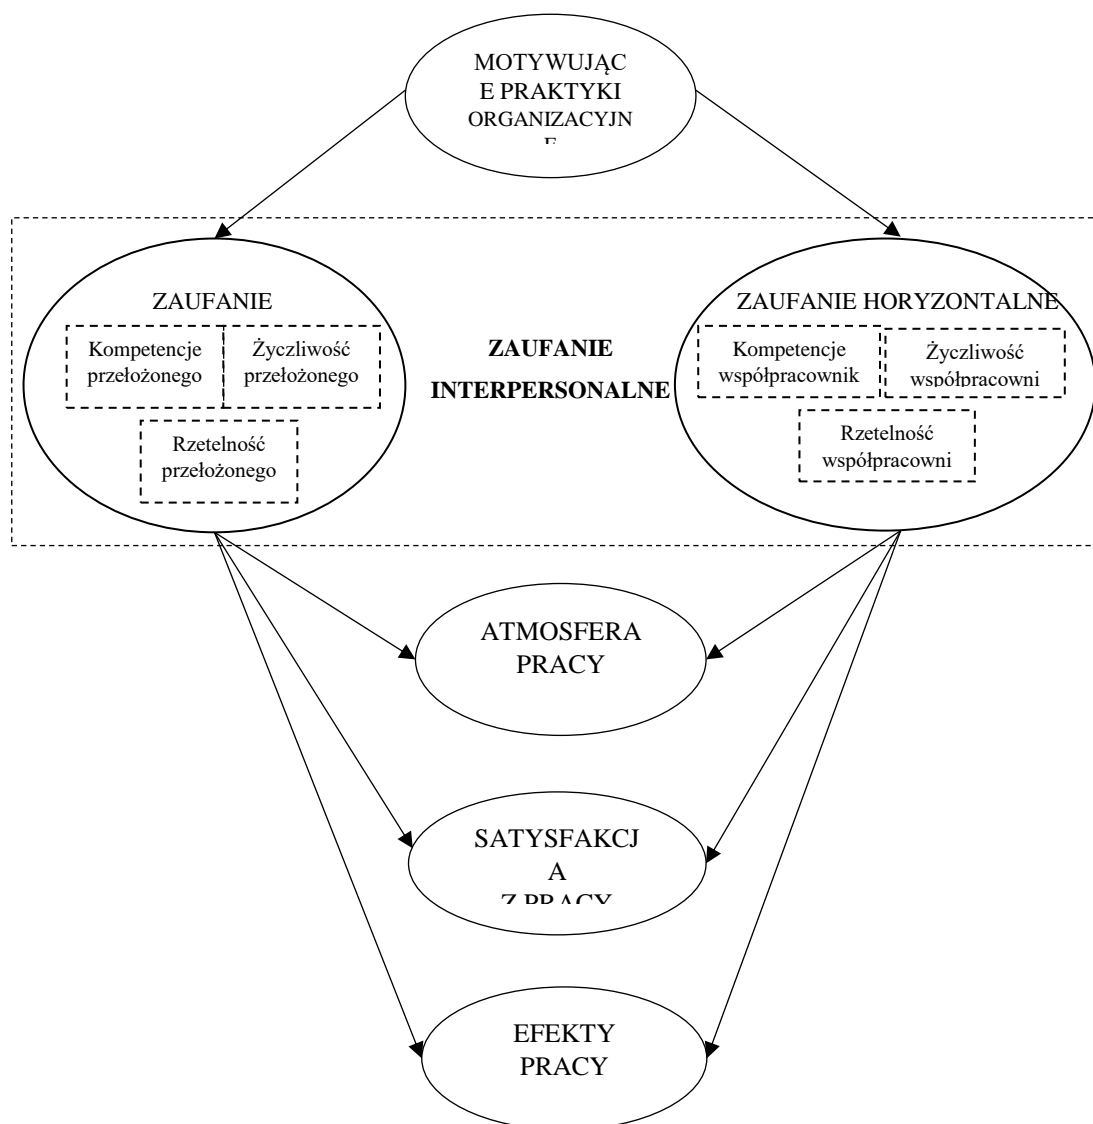 MOTYWUJĄC
E PRAKTYKI
ORGANIZACYJN
E
ZAUFANIE
Kompetencje
przełożonego
Życzliwość
przełożonego
Rzetelność
przełożonego
ZAUFANIE
INTERPERSONALNE
ZAUFANIE HORYZONTALNE
Kompetencje
współpracownik
Życzliwość
współpracowni
Rzetelność
współpracowni
ATMOSFERA
PRACY
SATYSFAKCJ
A
Z PRACY
EFEKTY
PRACY